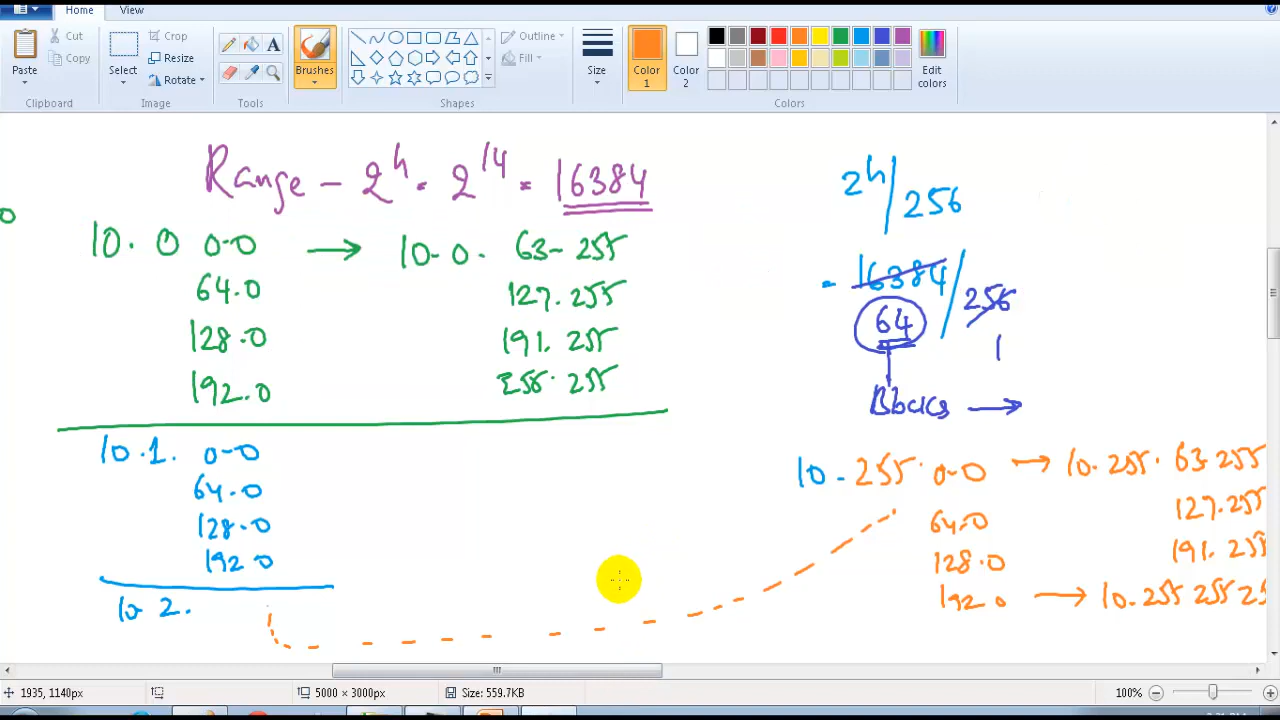 Home
View
Paste
Cut
Copy
Clipboard
Select
Crop
Resize
Rotate
Image
A
Tools
Brushes
Outline
Fill
Shapes
Size
Color 1
Color 2
Edit colors
Colors
Range - 2^h = 2^14 = 16384
0
10. 0 0-0 → 10-0. 63-255
64.0 127.255
128.0 191.255
192.0 255.255
10.1. 0-0
64.0
128.0
192 0
10 2.
2^h / 256
= 16384 / 256
64 1
Blocks →
10-255.0-0 → 10.255.63 255
64.0 127.255
128.0 191.255
192 0 → 10.255 255 25
1935, 1140px
5000 × 3000px
Size: 559.7KB
100%